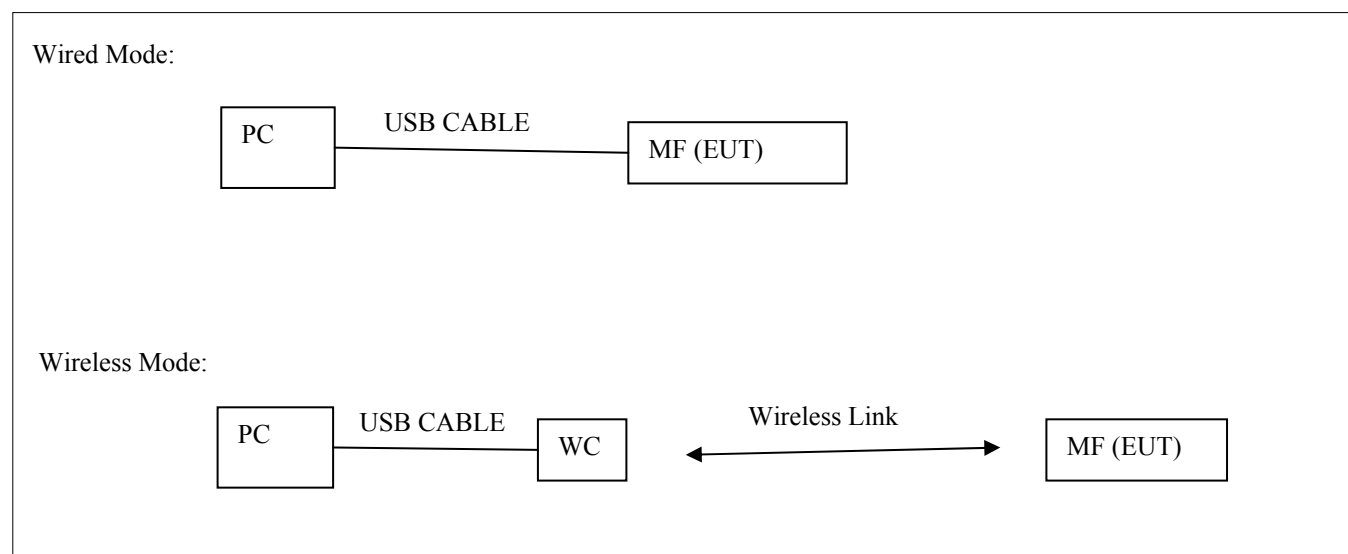 Wired Mode:
PC
USB CABLE
MF (EUT)
Wireless Mode:
PC
USB CABLE
WC
Wireless Link
MF (EUT)